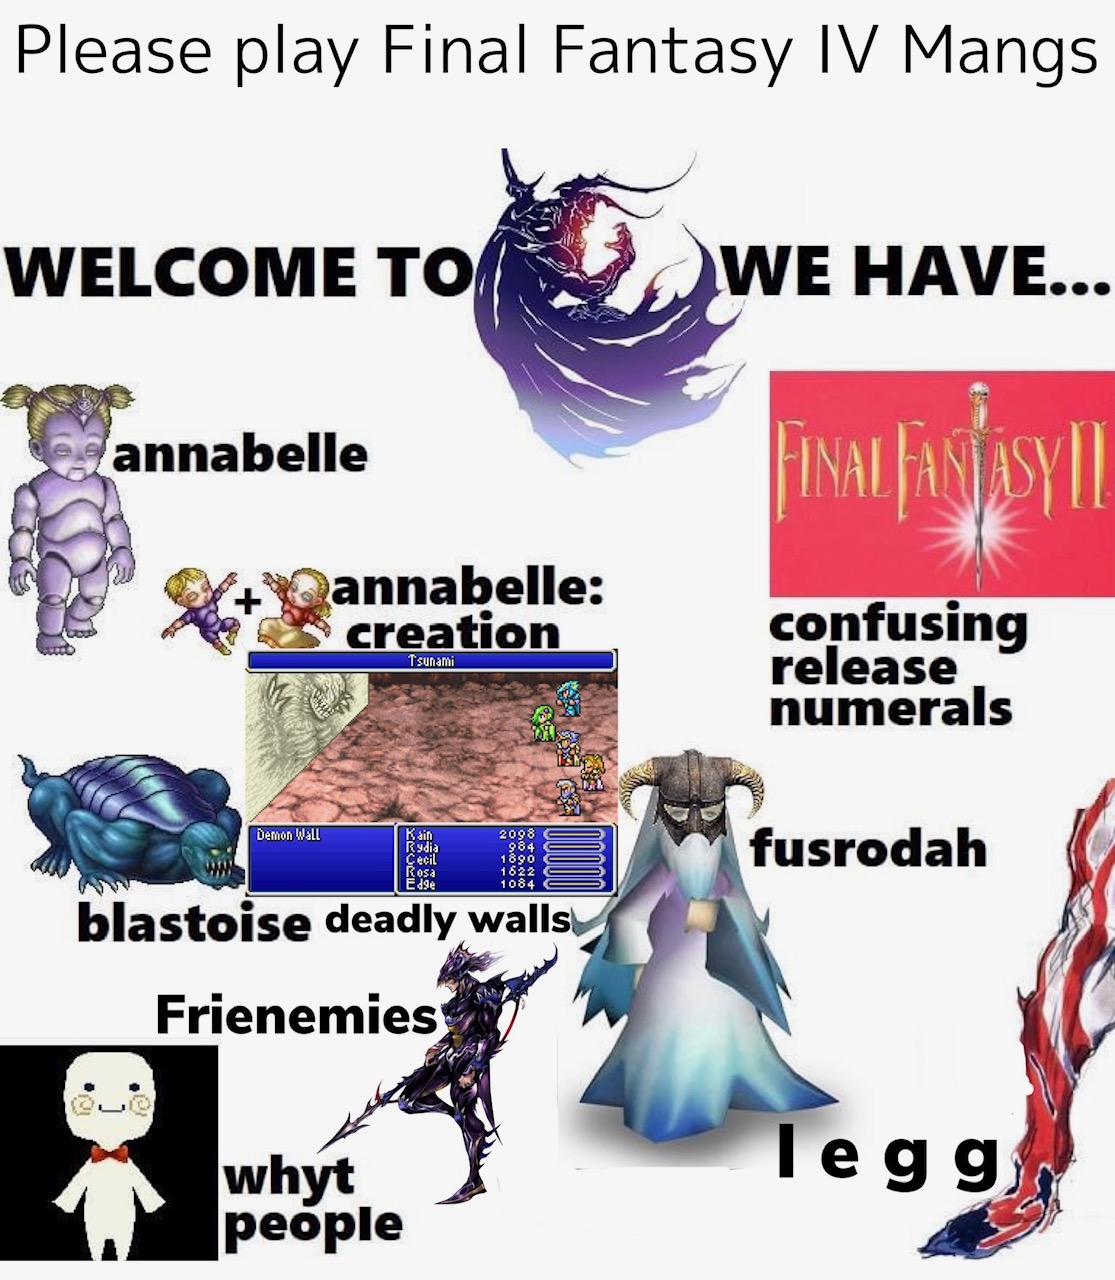 Please play Final Fantasy IV Mangs
WELCOME TO WE HAVE...
annabelle
FINAL FANTASY II
annabelle:
creation
+
confusing
release
numerals
Tsunami
Demon Wall
Kain 2098
Rydia 984
Cecil 1890
Rosa 1622
Edge 1084
fusrodah
blastoise
deadly walls
Frienemies
l e g g
whyt
people